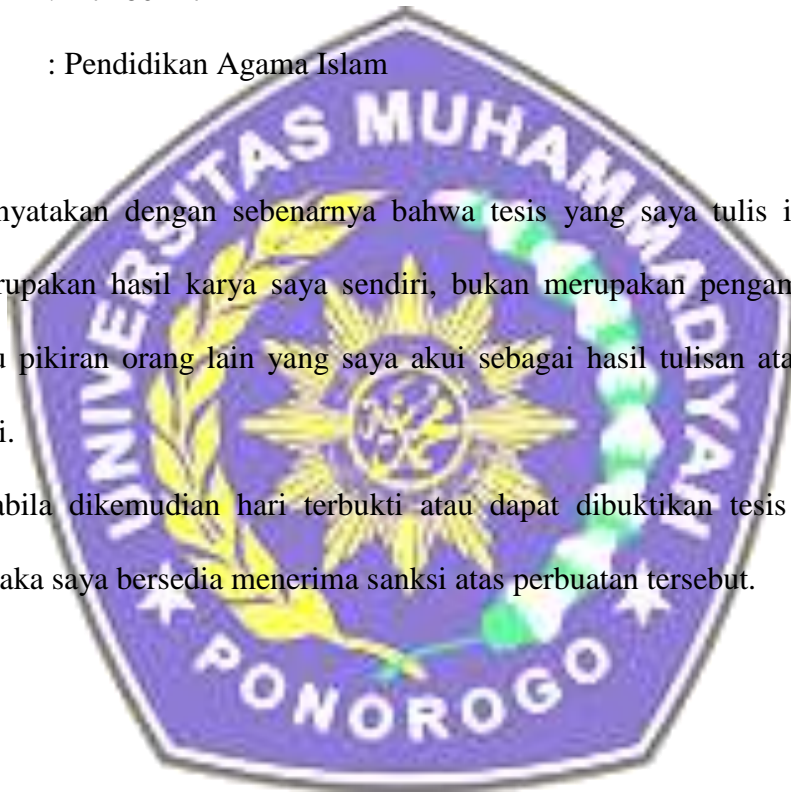 : Pendidikan Agama Islam
UNIVERSITAS MUHAMMADIYAH
nyatakan dengan sebenarnya bahwa tesis yang saya tulis i
rupakan hasil karya saya sendiri, bukan merupakan pengam
pikiran orang lain yang saya akui sebagai hasil tulisan ata
i.
abila dikemudian hari terbukti atau dapat dibuktikan tesis
aka saya bersedia menerima sanksi atas perbuatan tersebut.
PONOROGO